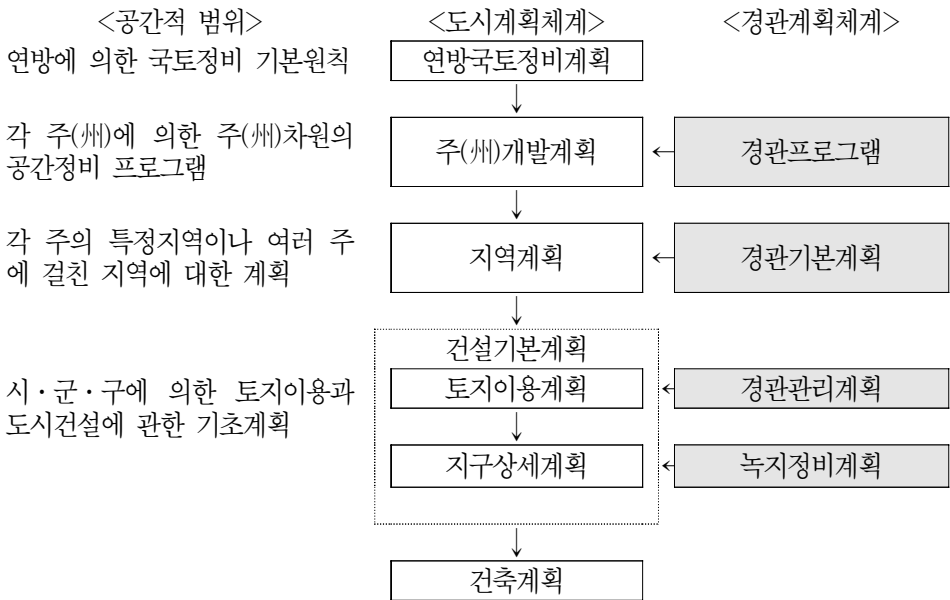 <공간적 범위> <도시계획체계> <경관계획체계>
연방에 의한 국토정비 기본원칙 연방국토정비계획
각 주(州)에 의한 주(州)차원의
공간정비 프로그램
주(州)개발계획 ← 경관프로그램
각 주의 특정지역이나 여러 주
에 걸친 지역에 대한 계획
지역계획 ← 경관기본계획
건설기본계획
시·군·구에 의한 토지이용과
도시건설에 관한 기초계획
토지이용계획 ← 경관관리계획
지구상세계획 ← 녹지정비계획
건축계획